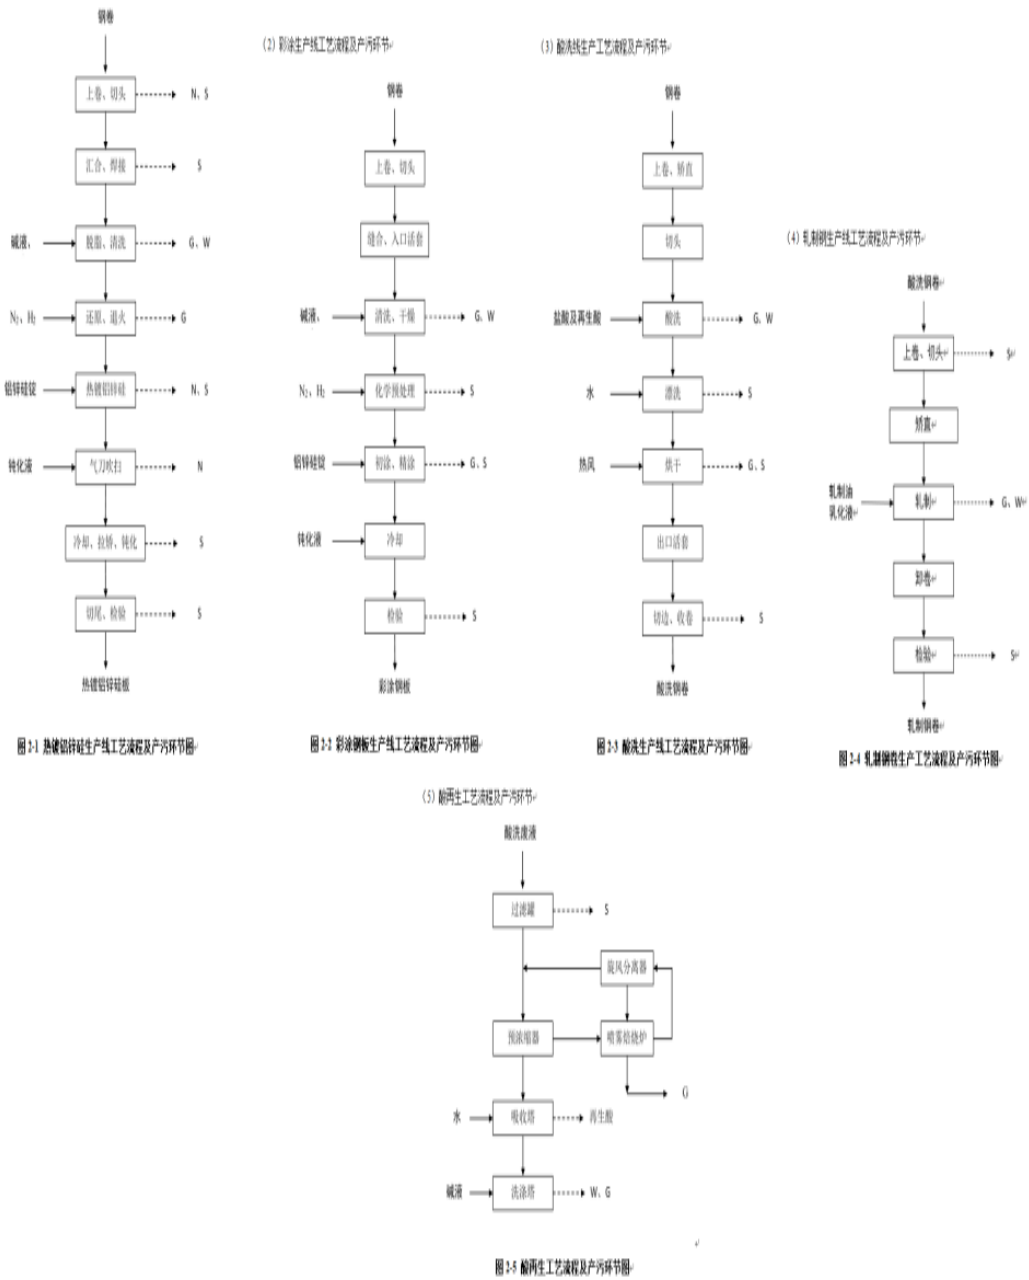 钢卷
上卷、切头
N、S
汇合、焊接
S
碱液、
脱脂、清洗
G、W
N₂、H₂
还原、退火
G
铝锌硅锭
热镀铝锌硅
N、S
钝化液
气刀吹扫
N
冷却、拉矫、钝化
S
切尾、检验
S
热镀铝锌硅板
图 2-1 热镀铝锌硅生产线工艺流程及产污环节图
（2）彩涂生产线工艺流程及产污环节
钢卷
上卷、切头
缝合、入口活套
碱液、
清洗、干燥
G、W
N₂、H₂
化学预处理
S
铝锌硅锭
初涂、精涂
G、S
钝化液
冷却
检验
S
彩涂钢板
图 2-2 彩涂钢板生产线工艺流程及产污环节图
（3）酸洗线生产工艺流程及产污环节
钢卷
上卷、矫直
切头
盐酸及再生酸
酸洗
G、W
水
漂洗
S
热风
烘干
G、S
出口活套
切边、收卷
S
酸洗钢卷
图 2-3 酸洗生产线工艺流程及产污环节图
（4）轧制钢生产线工艺流程及产污环节
酸洗钢卷
上卷、切头
S
矫直
轧制油
乳化液
轧制
G、W
卸卷
检验
S
轧制钢卷
图 2-4 轧制钢卷生产工艺流程及产污环节图
（5）酸再生工艺流程及产污环节
酸洗废液
过滤罐
S
旋风分离器
预浓缩器
喷雾焙烧炉
G
水
吸收塔
再生酸
碱液
洗涤塔
W、G
图 2-5 酸再生工艺流程及产污环节图